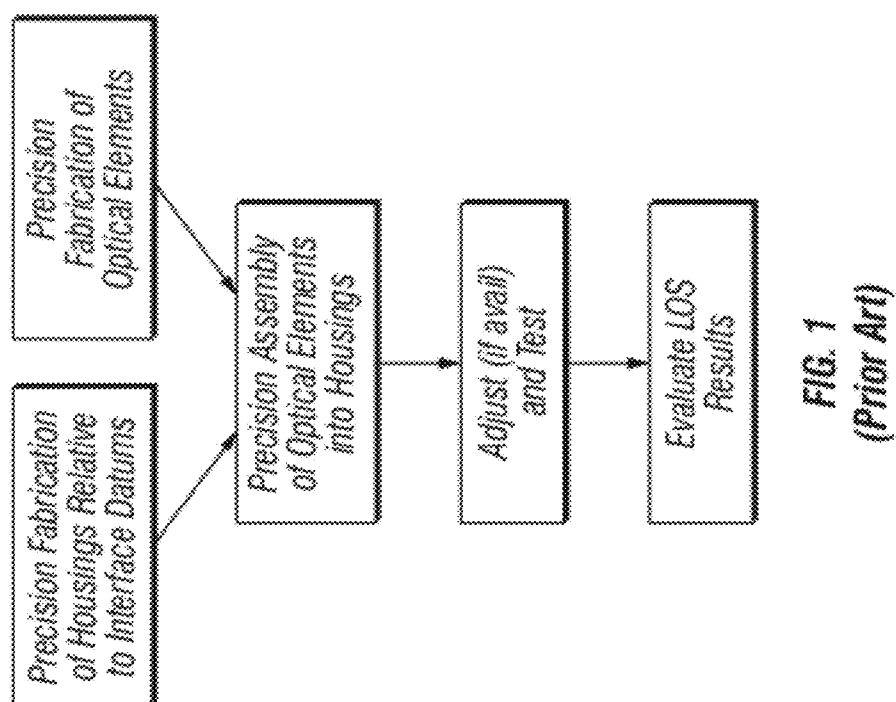 Precision Fabrication
of Housings Relative
to Interface Datums
Precision
Fabrication of
Optical Elements
Precision Assembly
of Optical Elements
into Housings
Adjust (if avail)
and Test
Evaluate LOS
Results
FIG. 1
(Prior Art)